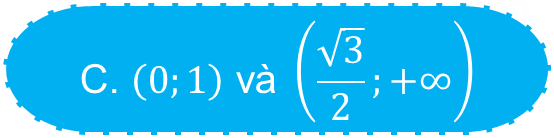 C. (0; 1) và (√3/2; +∞)